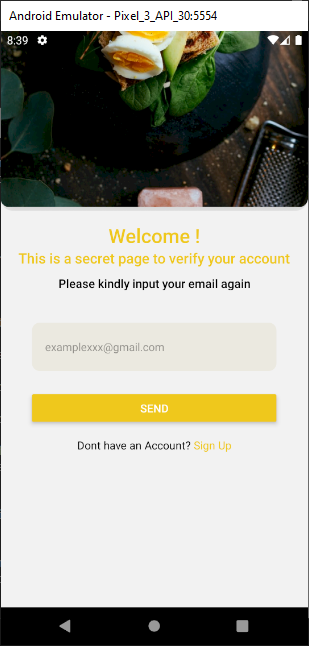 Android Emulator - Pixel_3_API_30:5554
8:39
Welcome !
This is a secret page to verify your account
Please kindly input your email again
examplexxx@gmail.com
SEND
Dont have an Account? Sign Up